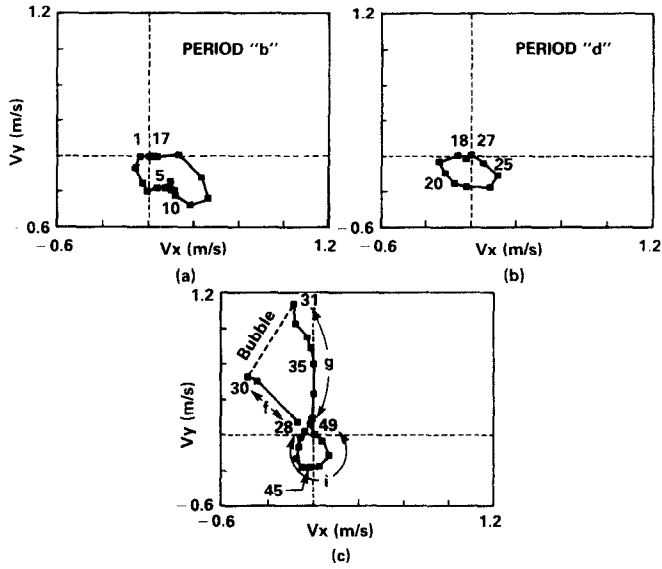 1.2
PERIOD "b"
1 17
5
10
Vy (m/s)
0.6
−0.6
Vx (m/s)
1.2
(a)
1.2
PERIOD "d"
18 27
25
20
0.6
−0.6
Vx (m/s)
1.2
(b)
1.2
31
Bubble
35
g
30
f
28
49
Vy (m/s)
45
i
−0.6
−0.6
Vx (m/s)
1.2
(c)